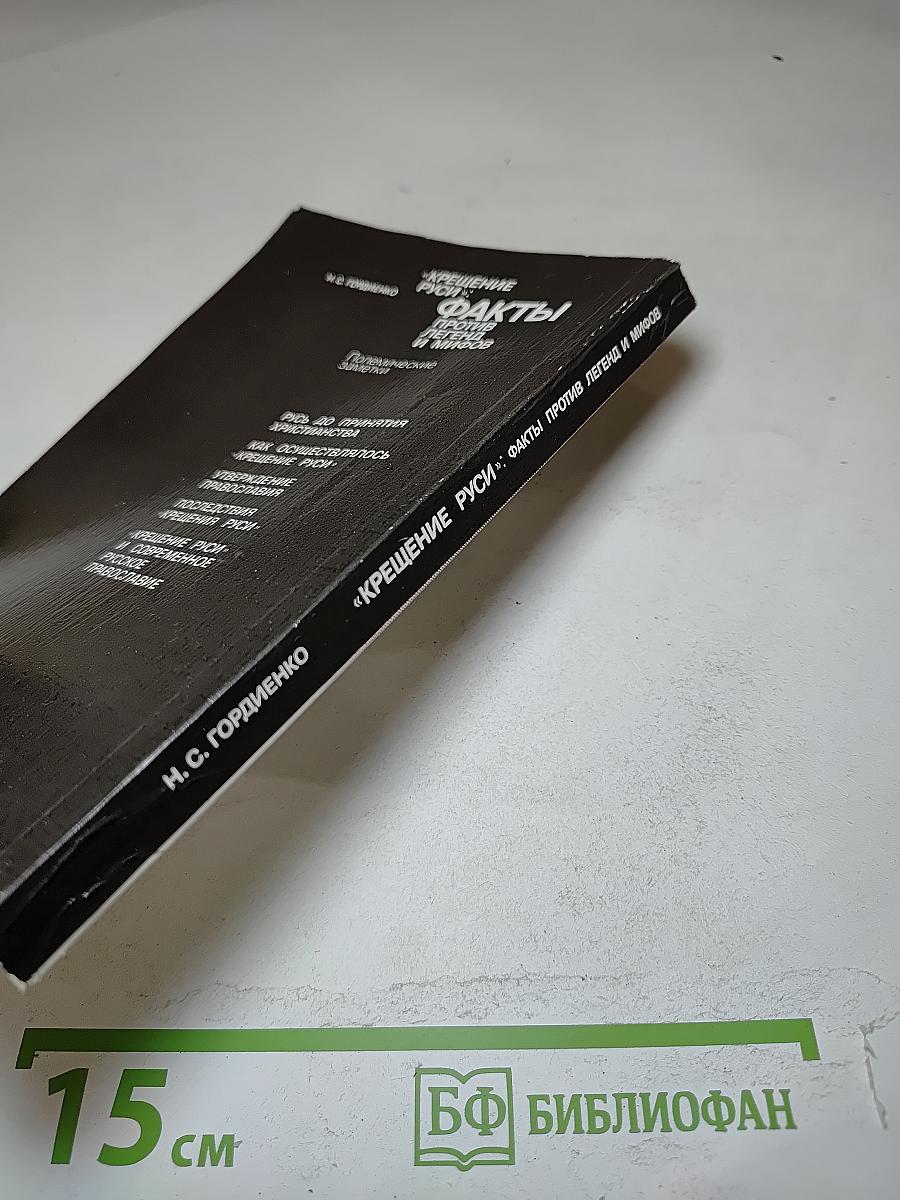 Н. С. ГОРДИЕНКО
«КРЕЩЕНИЕ
РУСИ»:
ФАКТЫ
ПРОТИВ
ЛЕГЕНД
И МИФОВ
Полемические
заметки
РУСЬ ДО ПРИНЯТИЯ
ХРИСТИАНСТВА
КАК ОСУЩЕСТВЛЯЛОСЬ
«КРЕЩЕНИЕ РУСИ»
УТВЕРЖДЕНИЕ
ПРАВОСЛАВИЯ
ПОСЛЕДСТВИЯ
«КРЕЩЕНИЯ РУСИ»
«КРЕЩЕНИЕ РУСИ»
И СОВРЕМЕННОЕ
РУССКОЕ
ПРАВОСЛАВИЕ
Н. С. ГОРДИЕНКО «КРЕЩЕНИЕ РУСИ»: ФАКТЫ ПРОТИВ ЛЕГЕНД И МИФОВ
15 см
БФ БИБЛИОФАН